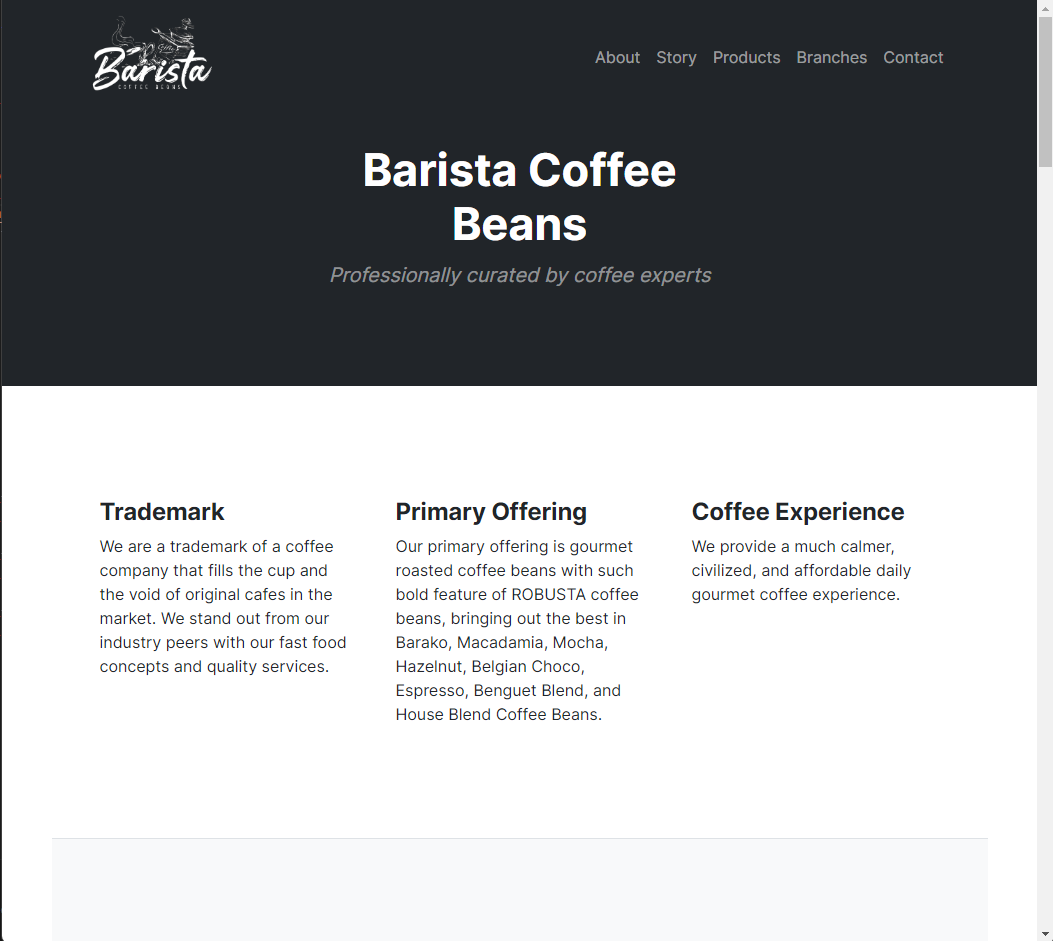 Barista
COFFEE BEANS
About Story Products Branches Contact
Barista Coffee
Beans
Professionally curated by coffee experts
Trademark
We are a trademark of a coffee
company that fills the cup and
the void of original cafes in the
market. We stand out from our
industry peers with our fast food
concepts and quality services.
Primary Offering
Our primary offering is gourmet
roasted coffee beans with such
bold feature of ROBUSTA coffee
beans, bringing out the best in
Barako, Macadamia, Mocha,
Hazelnut, Belgian Choco,
Espresso, Benguet Blend, and
House Blend Coffee Beans.
Coffee Experience
We provide a much calmer,
civilized, and affordable daily
gourmet coffee experience.